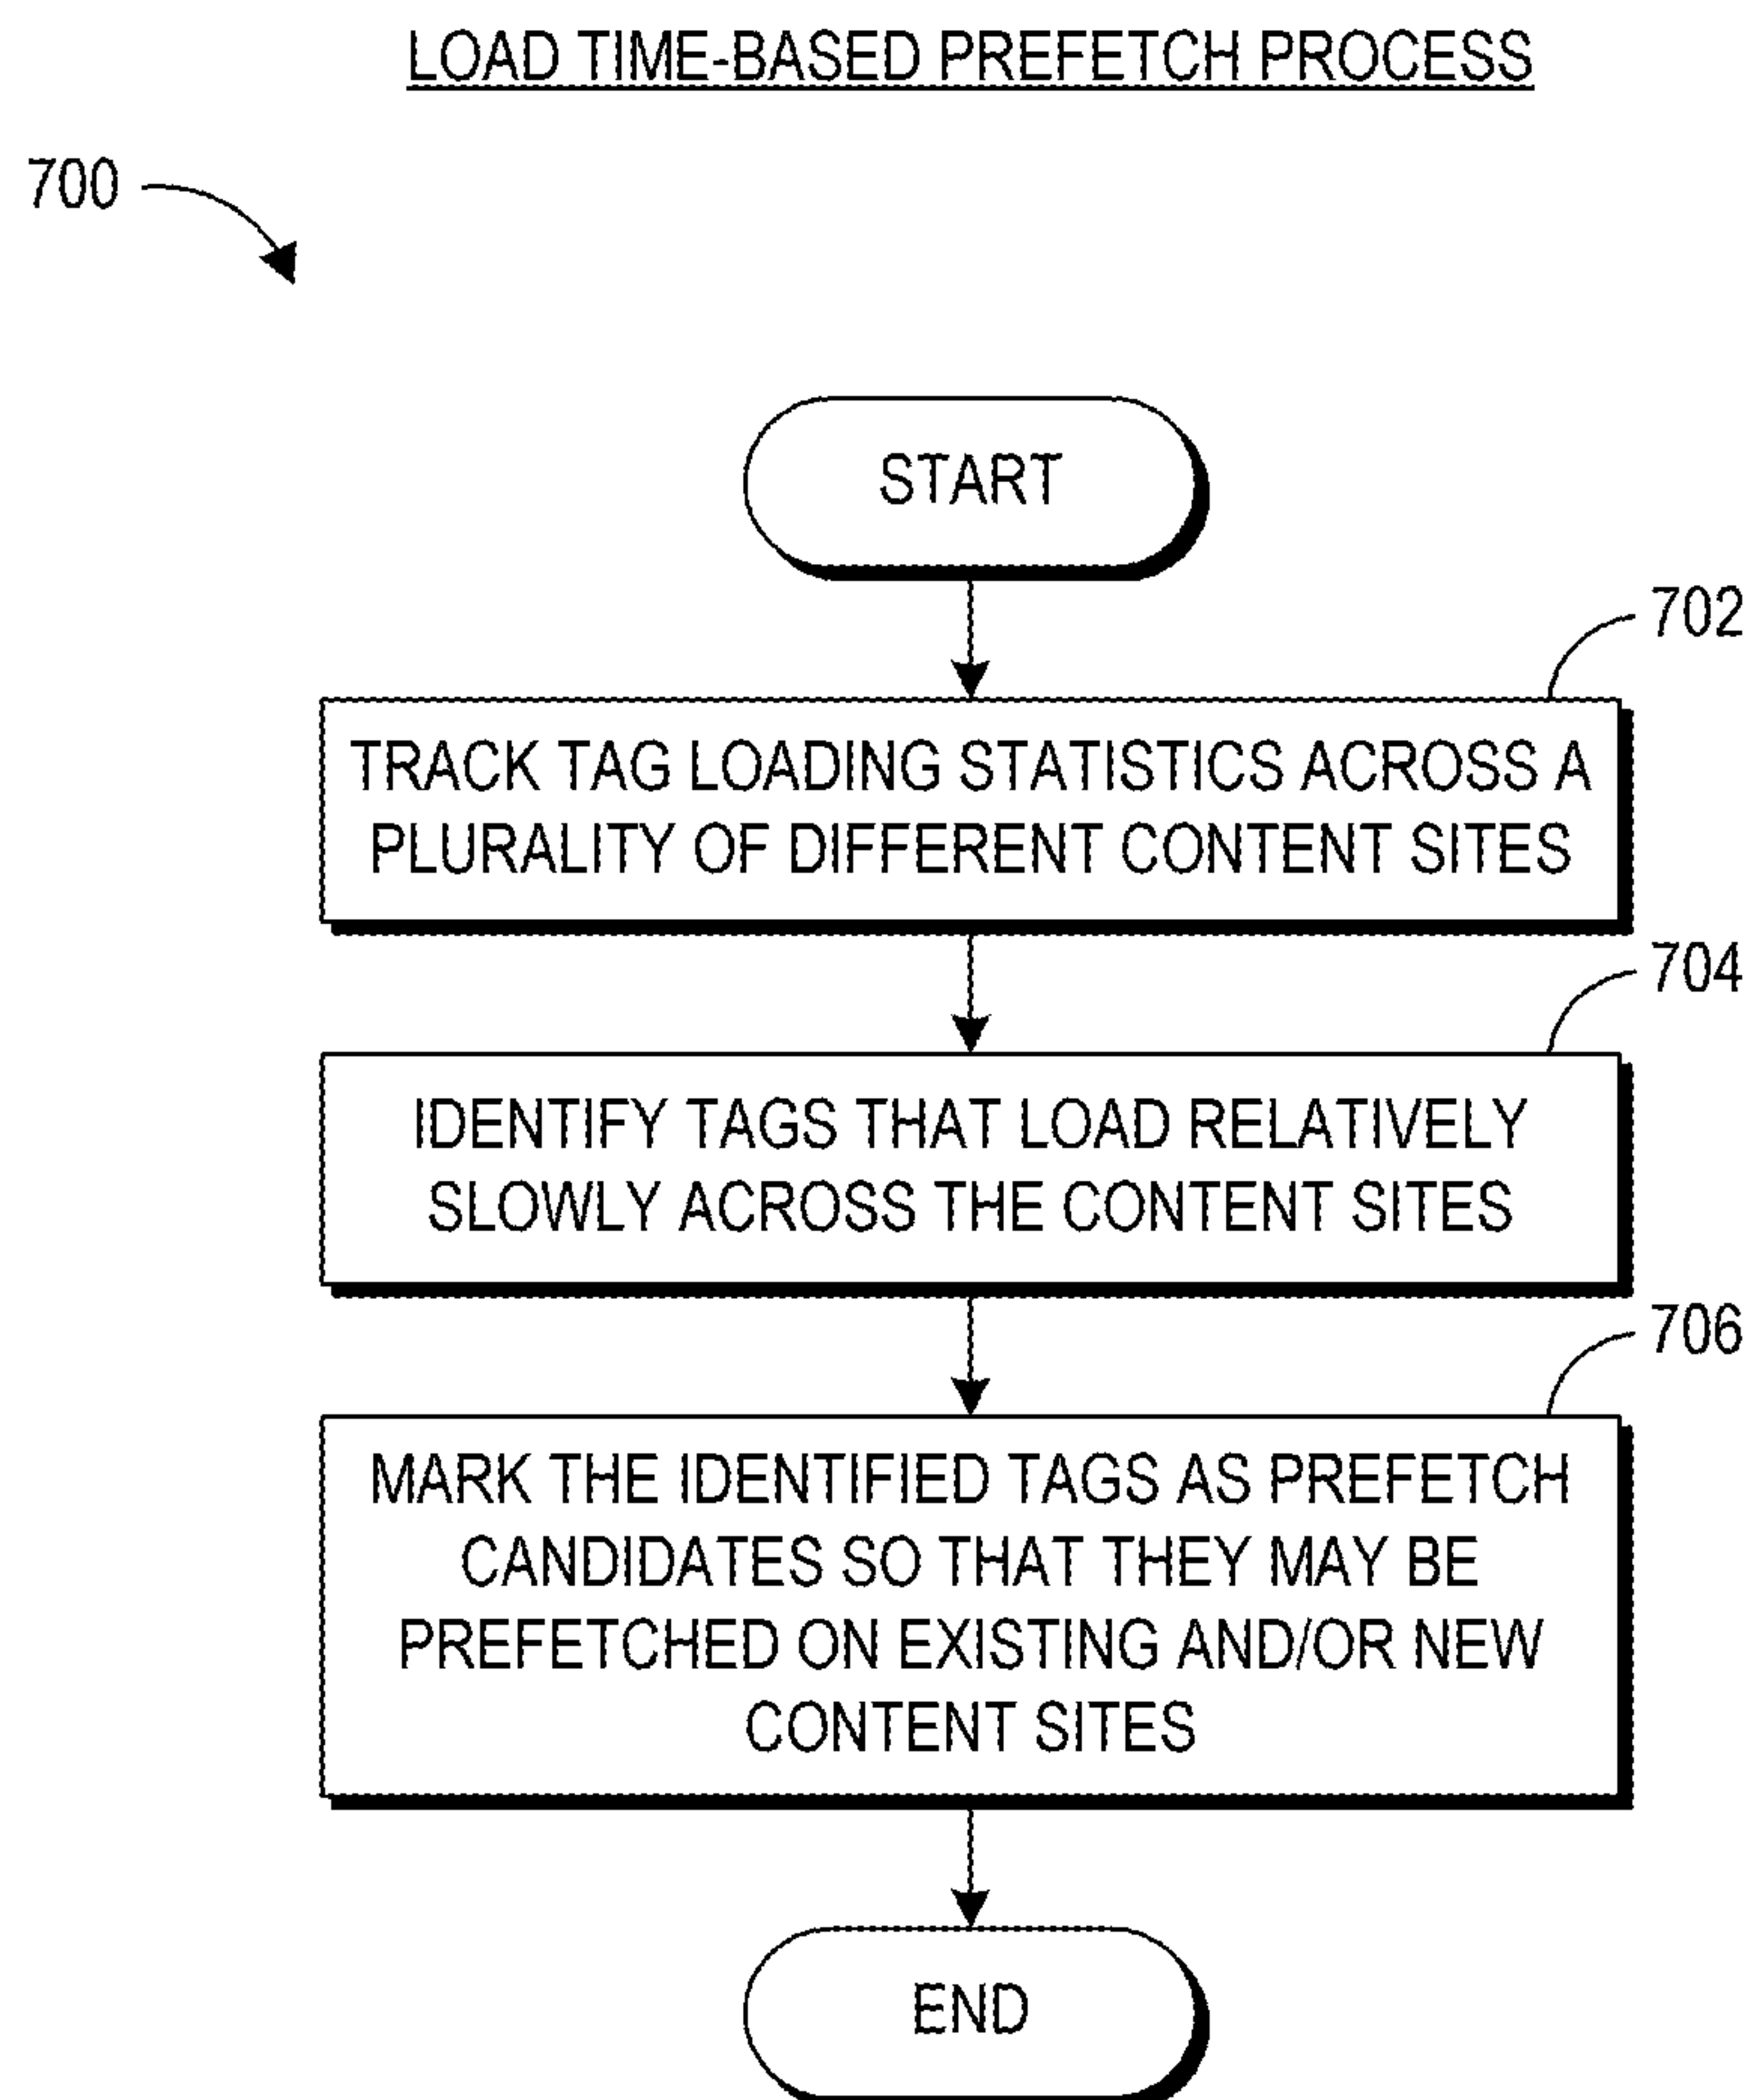 LOAD TIME-BASED PREFETCH PROCESS
700
START
702
TRACK TAG LOADING STATISTICS ACROSS A
PLURALITY OF DIFFERENT CONTENT SITES
704
IDENTIFY TAGS THAT LOAD RELATIVELY
SLOWLY ACROSS THE CONTENT SITES
706
MARK THE IDENTIFIED TAGS AS PREFETCH
CANDIDATES SO THAT THEY MAY BE
PREFETCHED ON EXISTING AND/OR NEW
CONTENT SITES
END